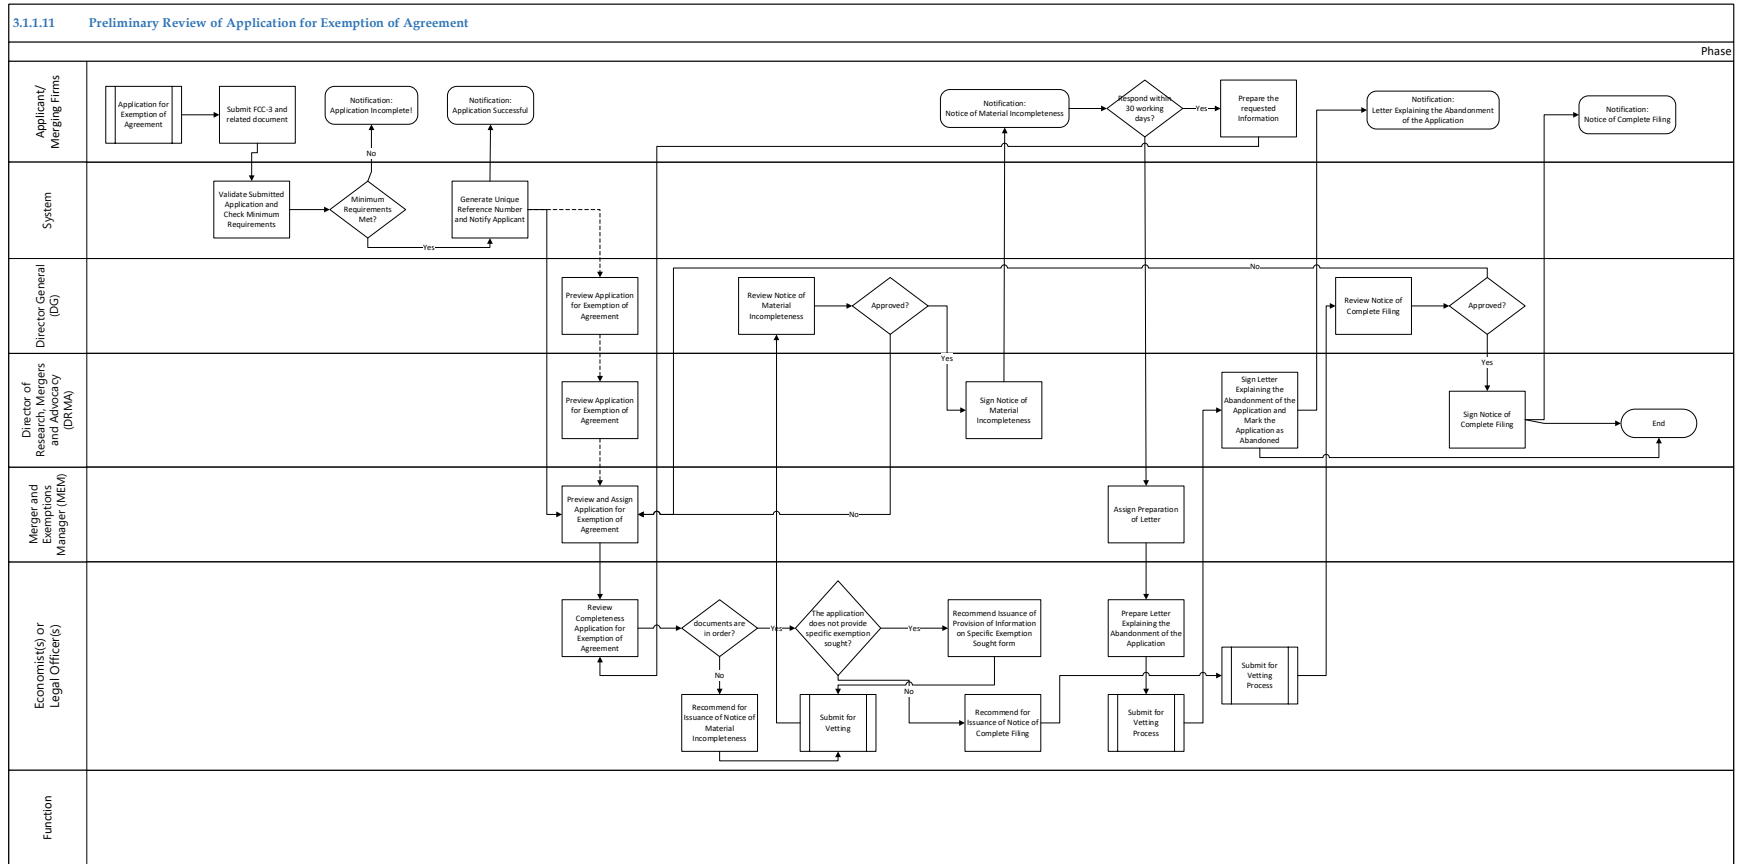 3.1.1.11 Preliminary Review of Application for Exemption of Agreement
Phase
Applicant/
Merging Firms
Application for
Exemption of
Agreement
Submit FCC-3 and
related document
Notification:
Application Incomplete!
Notification:
Application Successful
Notification:
Notice of Material Incompleteness
Respond within
30 working
days?
Yes
Prepare the
requested
Information
Notification:
Letter Explaining the Abandonment
of the Application
Notification:
Notice of Complete Filing
No
System
Validate Submitted
Application and
Check Minimum
Requirements
Minimum
Requirements
Met?
Yes
Generate Unique
Reference Number
and Notify Applicant
Director General
(DG)
Preview Application
for Exemption of
Agreement
Review Notice of
Material
Incompleteness
Approved?
No
Review Notice of
Complete Filing
Approved?
Yes
Yes
Director of
Research, Mergers
and Advocacy
(DRMA)
Preview Application
for Exemption of
Agreement
Sign Notice of
Material
Incompleteness
Sign Letter
Explaining the
Abandonment of the
Application and
Mark the
Application as
Abandoned
Sign Notice of
Complete Filing
End
Merger and
Exemptions
Manager (MEM)
Preview and Assign
Application for
Exemption of
Agreement
No
Assign Preparation
of Letter
Economist(s) or
Legal Officer(s)
Review
Completeness
Application for
Exemption of
Agreement
documents are
in order?
Yes
The application
does not provide
specific exemption
sought?
Yes
Recommend Issuance of
Provision of Information
on Specific Exemption
Sought form
Prepare Letter
Explaining the
Abandonment of the
Application
Submit for
Vetting
Process
No
No
Recommend for
Issuance of Notice of
Material
Incompleteness
Submit for
Vetting
Recommend for
Issuance of Notice of
Complete Filing
Submit for
Vetting
Process
Function